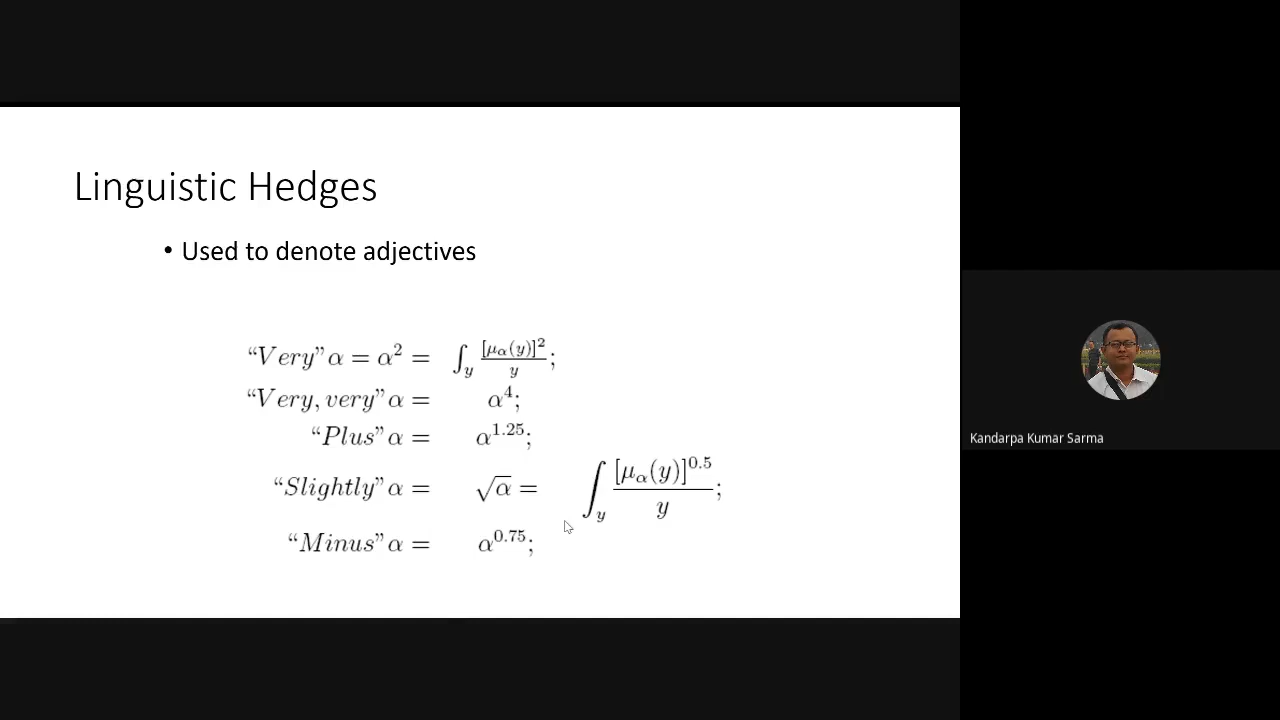 Linguistic Hedges
• Used to denote adjectives
“Very” α = α² = ∫_y [μ_α(y)]² / y ;
“Very, very” α = α⁴;
“Plus” α = α^1.25;
“Slightly” α = √α = ∫_y [μ_α(y)]^0.5 / y ;
“Minus” α = α^0.75;
Kandarpa Kumar Sarma